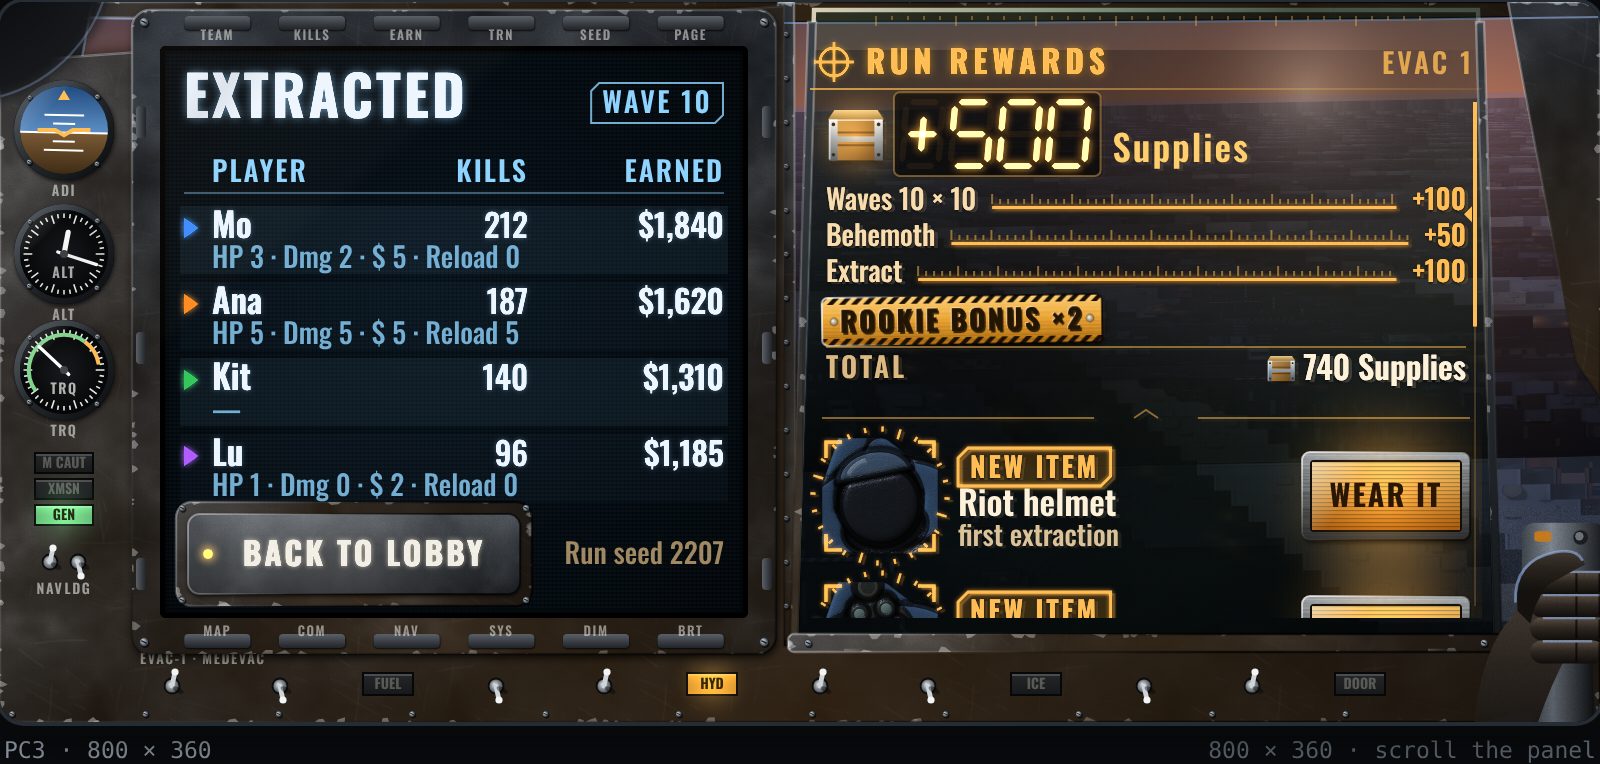 TEAM KILLS EARN TRN SEED PAGE
EXTRACTED
WAVE 10
PLAYER KILLS EARNED
Mo 212 $1,840
HP 3 · Dmg 2 · $ 5 · Reload 0
Ana 187 $1,620
HP 5 · Dmg 5 · $ 5 · Reload 5
Kit 140 $1,310
—
Lu 96 $1,185
HP 1 · Dmg 0 · $ 2 · Reload 0
BACK TO LOBBY
Run seed 2207
MAP COM NAV SYS DIM BRT
ADI
ALT
ALT
TRQ
TRQ
M CAUT
XMSN
GEN
NAV LDG
EVAC-1 · MEDEVAC
FUEL HYD ICE DOOR
RUN REWARDS EVAC 1
+500 Supplies
Waves 10 × 10 +100
Behemoth +50
Extract +100
ROOKIE BONUS ×2
TOTAL 740 Supplies
NEW ITEM
Riot helmet
first extraction
WEAR IT
NEW ITEM
PC3 · 800 × 360
800 × 360 · scroll the panel